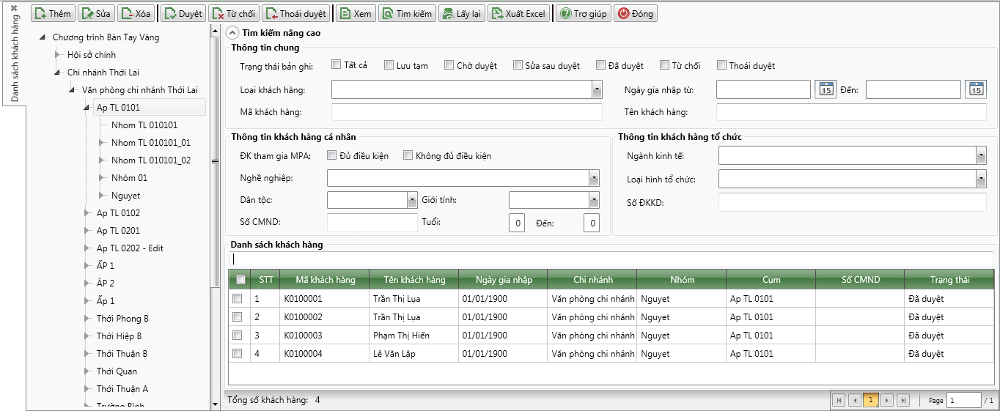 Danh sách khách hàng
Thêm Sửa Xóa Duyệt Từ chối Thoái duyệt Xem Tìm kiếm Lấy lại Xuất Excel Trợ giúp Đóng
Chương trình Bàn Tay Vàng
Hội sở chính
Chi nhánh Thới Lai
Văn phòng chi nhánh Thới Lai
Ap TL 0101
Nhom TL 010101
Nhom TL 010101_01
Nhom TL 010101_02
Nhóm 01
Nguyet
Ap TL 0102
Ap TL 0201
Ap TL 0202 - Edit
ẤP 1
ÂP 2
Ấp 1
Thới Phong B
Thới Hiệp B
Thới Thuận B
Thới Quan
Thới Thuận A
Trường Bình
Tìm kiếm nâng cao
Thông tin chung
Trạng thái bản ghi: Tất cả Lưu tạm Chờ duyệt Sửa sau duyệt Đã duyệt Từ chối Thoái duyệt
Loại khách hàng: Ngày gia nhập từ: 15 Đến: 15
Mã khách hàng: Tên khách hàng:
Thông tin khách hàng cá nhân
ĐK tham gia MPA: Đủ điều kiện Không đủ điều kiện
Nghề nghiệp:
Dân tộc: Giới tính:
Số CMND: Tuổi: 0 Đến: 0
Thông tin khách hàng tổ chức
Ngành kinh tế:
Loại hình tổ chức:
Số ĐKKD:
Danh sách khách hàng
STT Mã khách hàng Tên khách hàng Ngày gia nhập Chi nhánh Nhóm Cụm Số CMND Trạng thái
1 K0100001 Trần Thị Lụa 01/01/1900 Văn phòng chi nhánh Nguyet Ap TL 0101 Đã duyệt
2 K0100002 Trần Thị Lụa 01/01/1900 Văn phòng chi nhánh Nguyet Ap TL 0101 Đã duyệt
3 K0100003 Phạm Thị Hiến 01/01/1900 Văn phòng chi nhánh Nguyet Ap TL 0101 Đã duyệt
4 K0100004 Lê Văn Lập 01/01/1900 Văn phòng chi nhánh Nguyet Ap TL 0101 Đã duyệt
Tổng số khách hàng: 4
1 Page 1 / 1